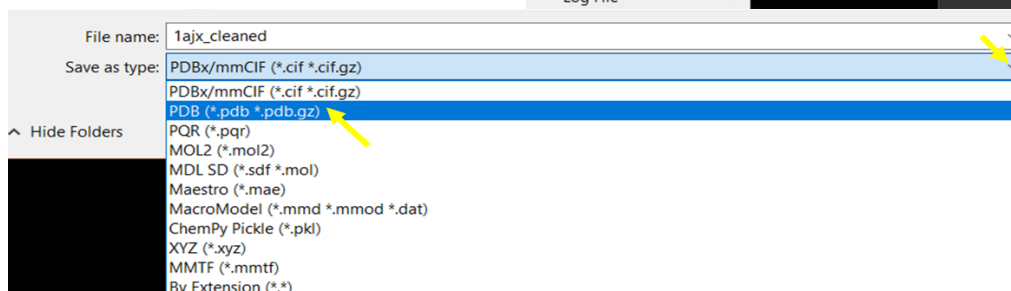 Log File
File name: 1ajx_cleaned
Save as type: PDBx/mmCIF (*.cif *.cif.gz)
PDBx/mmCIF (*.cif *.cif.gz)
PDB (*.pdb *.pdb.gz)
Hide Folders
PQR (*.pqr)
MOL2 (*.mol2)
MDL SD (*.sdf *.mol)
Maestro (*.mae)
MacroModel (*.mmd *.mmod *.dat)
ChemPy Pickle (*.pkl)
XYZ (*.xyz)
MMTF (*.mmtf)
By Extension (*.*)